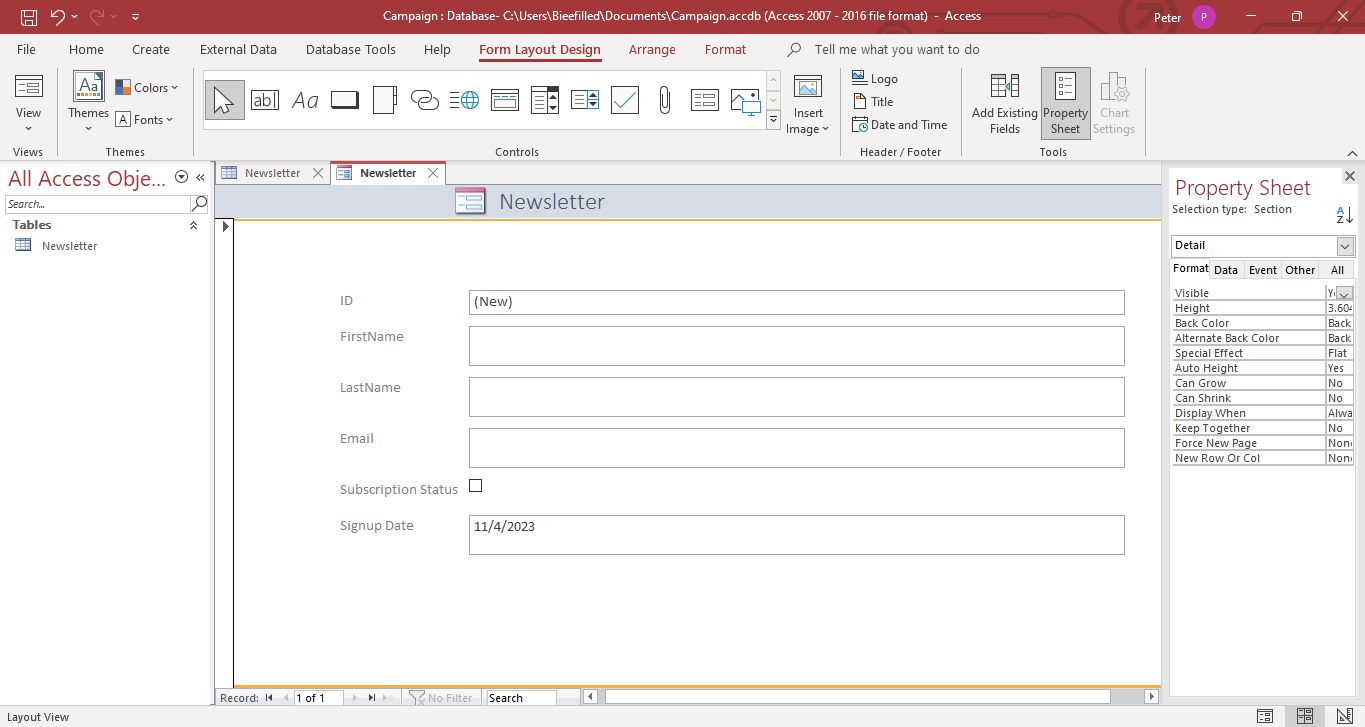 Campaign : Database- C:\Users\Bieefilled\Documents\Campaign.accdb (Access 2007 - 2016 file format) - Access
Peter P
File Home Create External Data Database Tools Help Form Layout Design Arrange Format Tell me what you want to do
View
Views
Aa
Themes
Colors
A Fonts
Themes
ab
Aa
Controls
Insert
Image
Logo
Title
Date and Time
Header / Footer
Add Existing
Fields
Property
Sheet
Chart
Settings
Tools
All Access Obje...
Search...
Tables
Newsletter
Newsletter
Newsletter
Newsletter
ID
(New)
FirstName
LastName
Email
Subscription Status
Signup Date
11/4/2023
Record: 1 of 1 No Filter Search
Property Sheet
Selection type: Section
A
Z
Detail
Format Data Event Other All
Visible
Height 3.604
Back Color Back
Alternate Back Color Back
Special Effect Flat
Auto Height Yes
Can Grow No
Can Shrink No
Display When Alwa
Keep Together No
Force New Page Non
New Row Or Col Non
Layout View